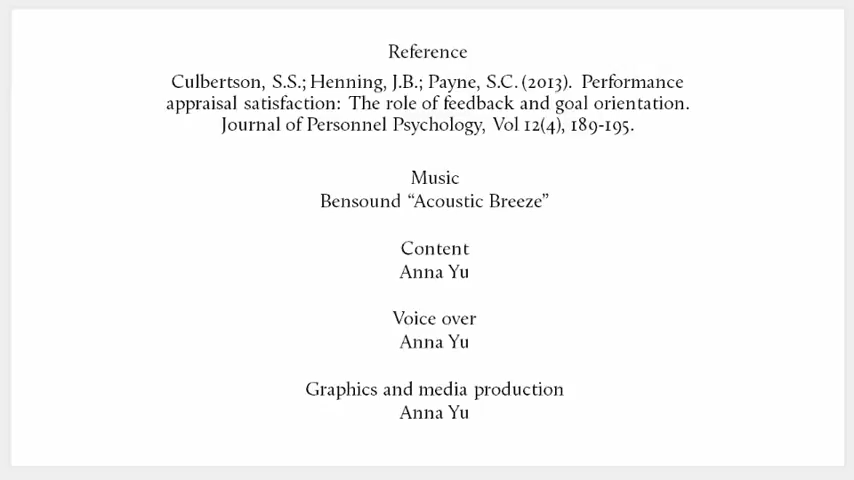 Reference
Culbertson, S.S.; Henning, J.B.; Payne, S.C. (2013). Performance
appraisal satisfaction: The role of feedback and goal orientation.
Journal of Personnel Psychology, Vol 12(4), 189-195.
Music
Bensound “Acoustic Breeze”
Content
Anna Yu
Voice over
Anna Yu
Graphics and media production
Anna Yu